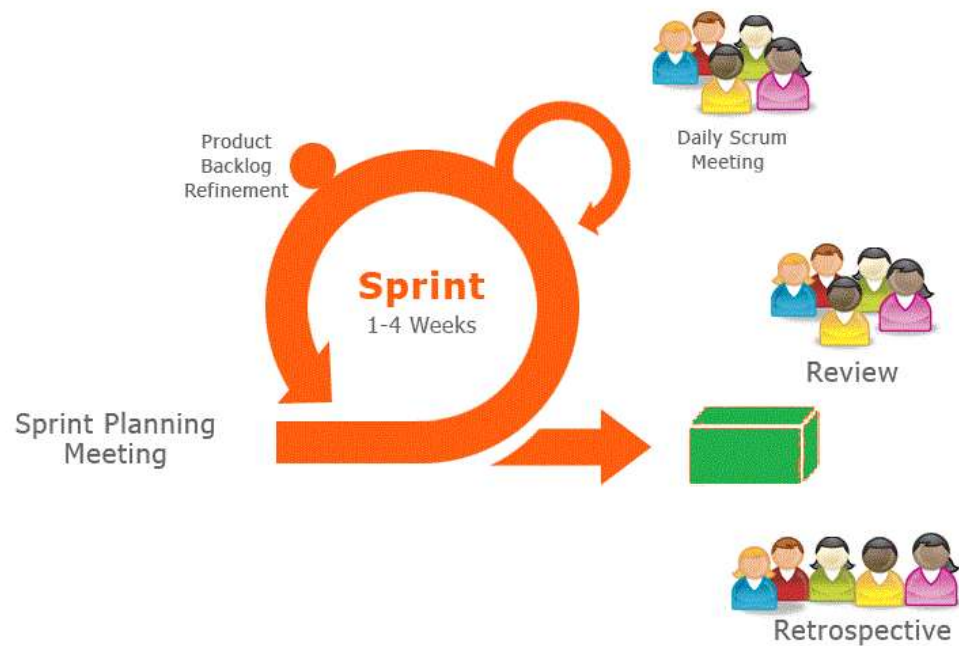 Daily Scrum
Meeting
Product
Backlog
Refinement
Sprint
1-4 Weeks
Review
Sprint Planning
Meeting
Retrospective